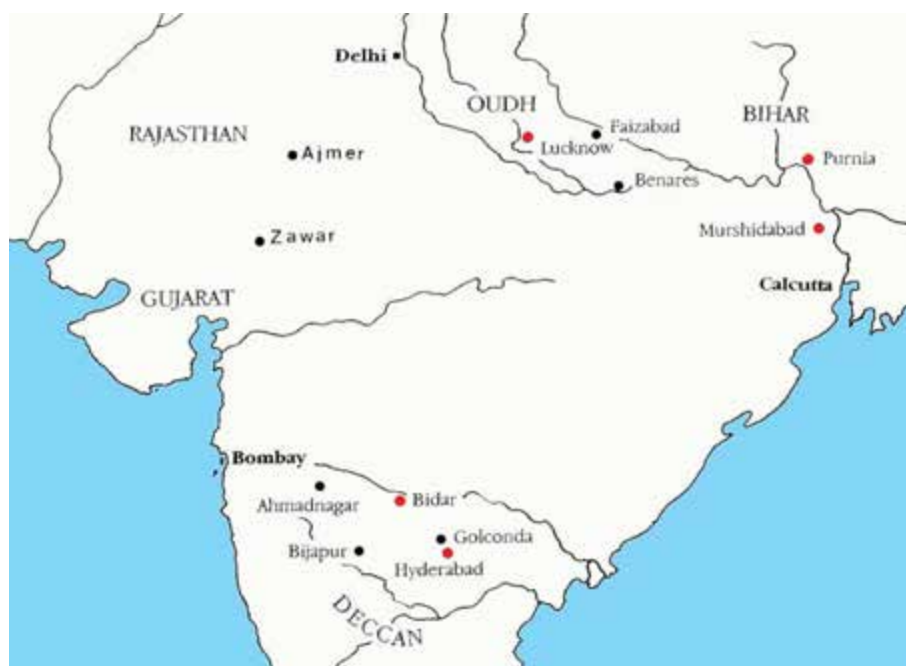 Delhi
OUDH
Faizabad
BIHAR
RAJASTHAN
Lucknow
Ajmer
Purnia
Benares
Zawar
Murshidabad
GUJARAT
Calcutta
Bombay
Ahmadnagar
Bidar
Golconda
Bijapur
Hyderabad
DECCAN